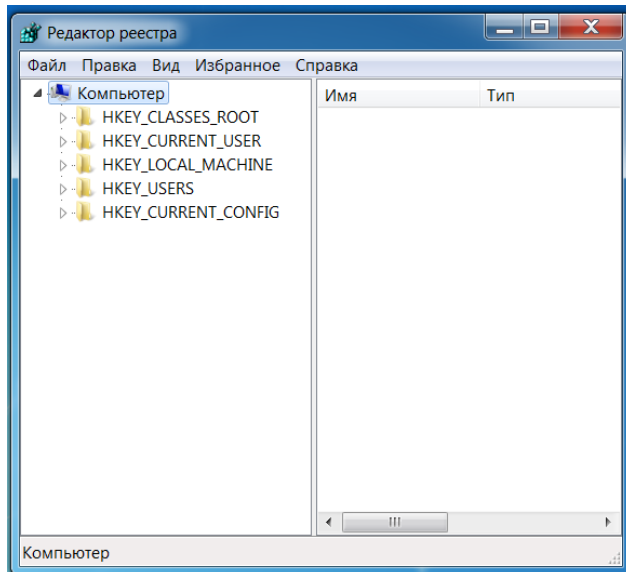 Редактор реестра
Файл Правка Вид Избранное Справка
Компьютер
Имя Тип
HKEY_CLASSES_ROOT
HKEY_CURRENT_USER
HKEY_LOCAL_MACHINE
HKEY_USERS
HKEY_CURRENT_CONFIG
Компьютер